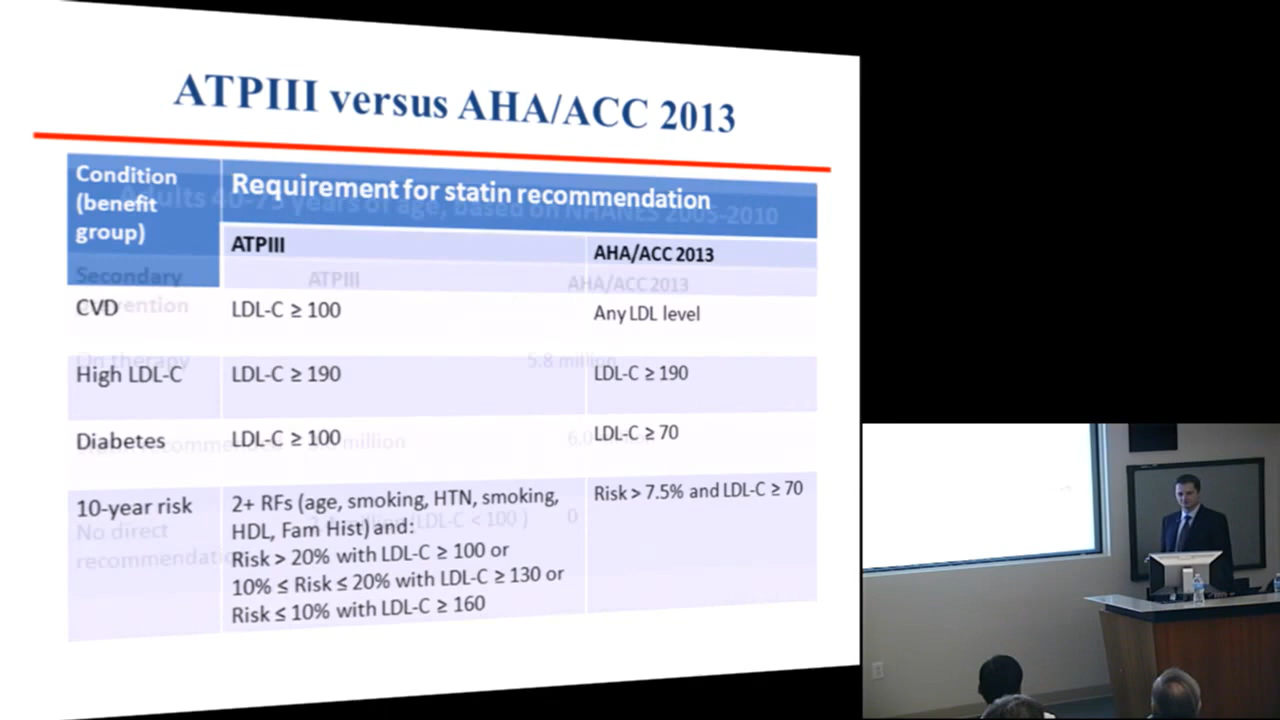 ATPIII versus AHA/ACC 2013
Condition
(benefit
group)
Requirement for statin recommendation
ATPIII
AHA/ACC 2013
CVD
LDL-C ≥ 100
Any LDL level
High LDL-C
LDL-C ≥ 190
LDL-C ≥ 190
Diabetes
LDL-C ≥ 100
LDL-C ≥ 70
10-year risk
2+ RFs (age, smoking, HTN, smoking,
HDL, Fam Hist) and:
Risk > 20% with LDL-C ≥ 100 or
10% ≤ Risk ≤ 20% with LDL-C ≥ 130 or
Risk ≤ 10% with LDL-C ≥ 160
Risk > 7.5% and LDL-C ≥ 70
Adults 40-75 years of age, based on NHANES 2005-2010
Secondary
prevention
ATPIII
AHA/ACC 2013
On therapy
5.8 million
recommended
million
6.0
No direct
recommendation
(LDL-C < 100 )
0